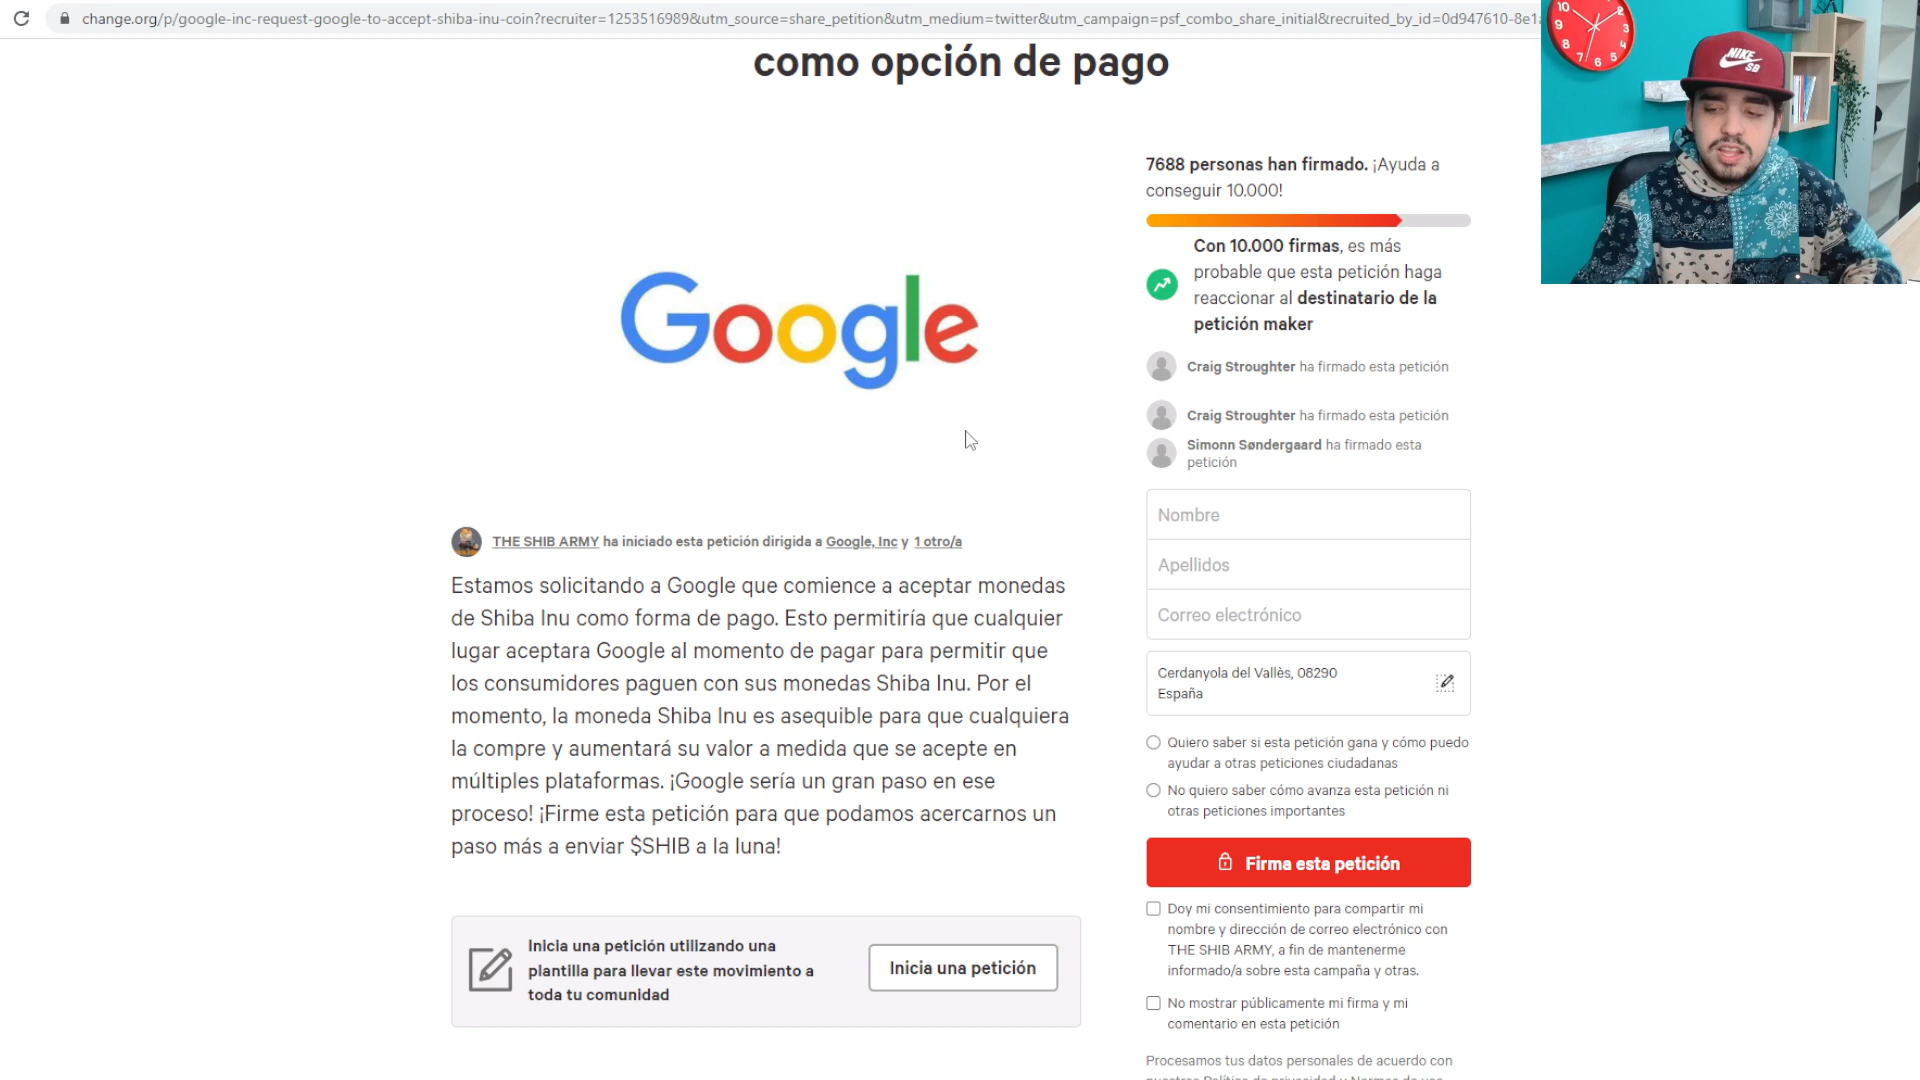 change.org/p/google-inc-request-google-to-accept-shiba-inu-coin?recruiter=1253516989&utm_source=share_petition&utm_medium=twitter&utm_campaign=psf_combo_share_initial&recruited_by_id=0d947610-8e1
como opción de pago
7688 personas han firmado. ¡Ayuda a
conseguir 10.000!
Con 10.000 firmas, es más
probable que esta petición haga
reaccionar al destinatario de la
petición maker
Google
Craig Stroughter ha firmado esta petición
Craig Stroughter ha firmado esta petición
Simonn Søndergaard ha firmado esta
petición
Nombre
Apellidos
Correo electrónico
Cerdanyola del Vallès, 08290
España
Quiero saber si esta petición gana y cómo puedo
ayudar a otras peticiones ciudadanas
No quiero saber cómo avanza esta petición ni
otras peticiones importantes
Firma esta petición
Doy mi consentimiento para compartir mi
nombre y dirección de correo electrónico con
THE SHIB ARMY, a fin de mantenerme
informado/a sobre esta campaña y otras.
No mostrar públicamente mi firma y mi
comentario en esta petición
Procesamos tus datos personales de acuerdo con
THE SHIB ARMY ha iniciado esta petición dirigida a Google, Inc y 1 otro/a
Estamos solicitando a Google que comience a aceptar monedas
de Shiba Inu como forma de pago. Esto permitiría que cualquier
lugar aceptara Google al momento de pagar para permitir que
los consumidores paguen con sus monedas Shiba Inu. Por el
momento, la moneda Shiba Inu es asequible para que cualquiera
la compre y aumentará su valor a medida que se acepte en
múltiples plataformas. ¡Google sería un gran paso en ese
proceso! ¡Firme esta petición para que podamos acercarnos un
paso más a enviar $SHIB a la luna!
Inicia una petición utilizando una
plantilla para llevar este movimiento a
toda tu comunidad
Inicia una petición
NIKE
SB
10
9
8
7
6
5
4
3
2